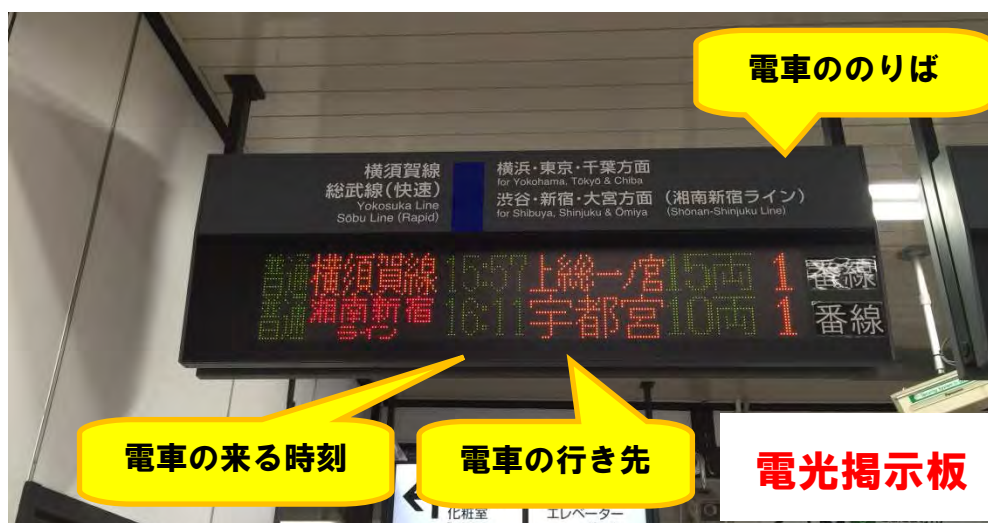 電車ののりば
横須賀線
総武線(快速)
Yokosuka Line
Sōbu Line (Rapid)
横浜・東京・千葉方面
for Yokohama, Tōkyō & Chiba
渋谷・新宿・大宮方面 (湘南新宿ライン)
for Shibuya, Shinjuku & Ōmiya (Shōnan-Shinjuku Line)
普通 横須賀線 15:57 上総一ノ宮 15両 1 番線
普通 湘南新宿ライン 16:11 宇都宮 10両 1 番線
電車の来る時刻
電車の行き先
電光掲示板
化粧室
エレベーター